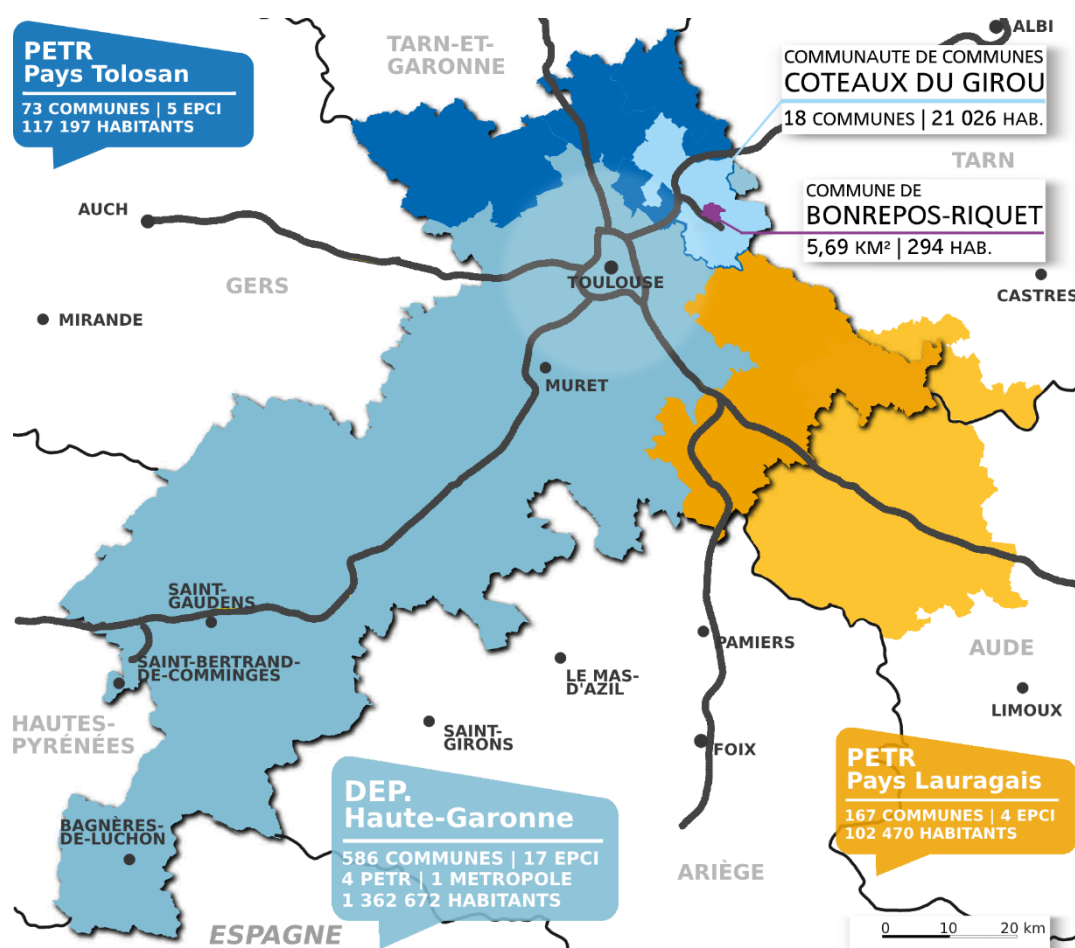 PETR
Pays Tolosan
73 COMMUNES | 5 EPCI
117 197 HABITANTS
TARN-ET-
GARONNE
ALBI
COMMUNAUTE DE COMMUNES
COTEAUX DU GIROU
18 COMMUNES | 21 026 HAB.
TARN
COMMUNE DE
BONREPOS-RIQUET
5,69 KM² | 294 HAB.
AUCH
GERS
TOULOUSE
CASTRES
MIRANDE
MURET
SAINT-
GAUDENS
SAINT-BERTRAND-
DE-COMMINGES
PAMIERS
LE MAS-
D'AZIL
AUDE
LIMOUX
HAUTES-
PYRÉNÉES
SAINT-
GIRONS
FOIX
PETR
Pays Lauragais
167 COMMUNES | 4 EPCI
102 470 HABITANTS
DEP.
Haute-Garonne
586 COMMUNES | 17 EPCI
4 PETR | 1 METROPOLE
1 362 672 HABITANTS
BAGNÈRES-
DE-LUCHON
ARIÈGE
ESPAGNE
0 10 20 km